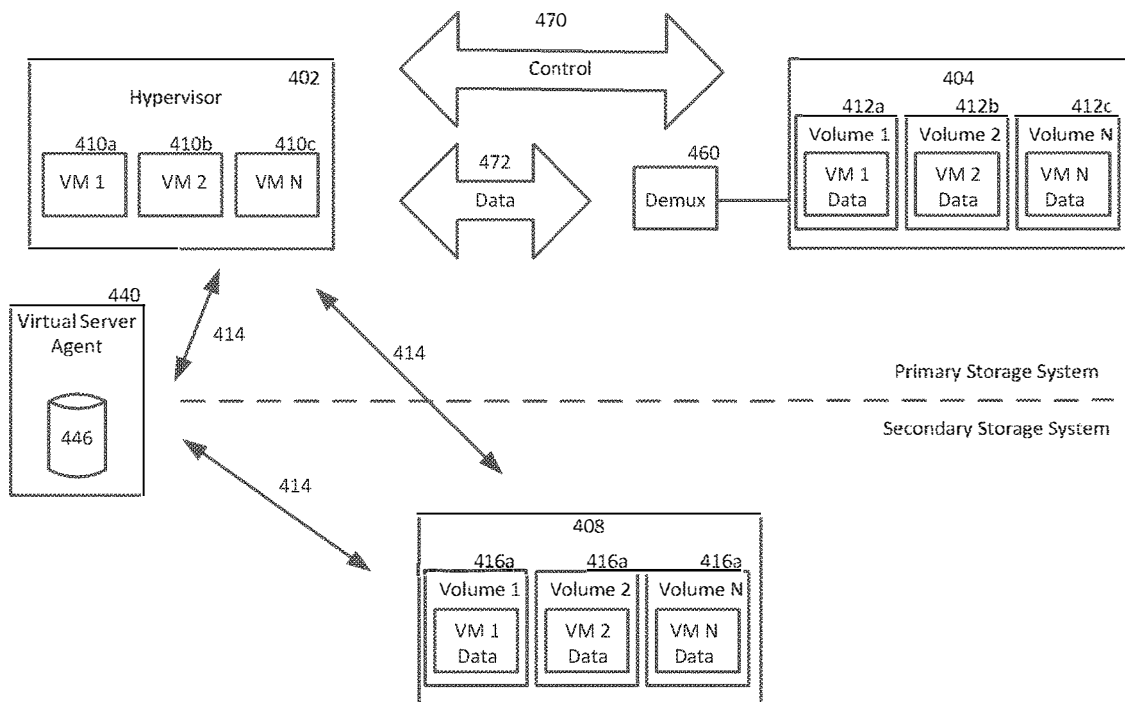 470
Control
402
Hypervisor
410a
410b
410c
VM 1
VM 2
VM N
472
Data
460
Demux
404
412a
412b
412c
Volume 1
Volume 2
Volume N
VM 1
Data
VM 2
Data
VM N
Data
440
Virtual Server
Agent
446
414
414
414
Primary Storage System
Secondary Storage System
408
416a
416a
416a
Volume 1
Volume 2
Volume N
VM 1
Data
VM 2
Data
VM N
Data